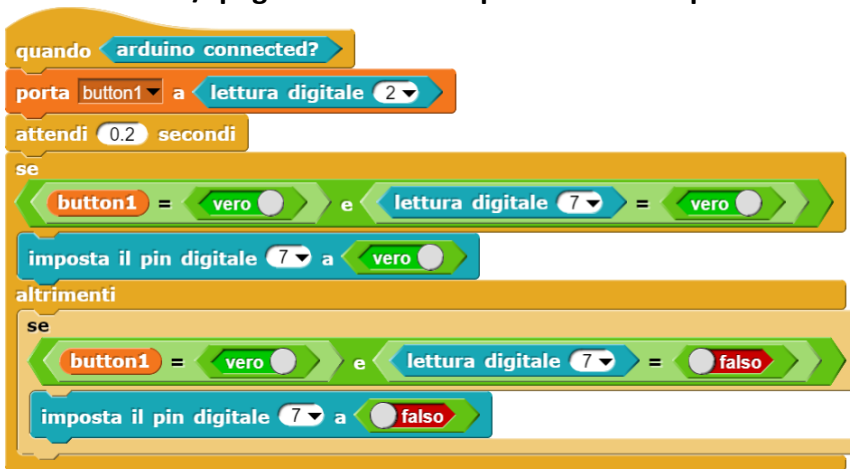 quando arduino connected?
porta button1 a lettura digitale 2
attendi 0.2 secondi
se
button1 = vero e lettura digitale 7 = vero
imposta il pin digitale 7 a vero
altrimenti
se
button1 = vero e lettura digitale 7 = falso
imposta il pin digitale 7 a falso